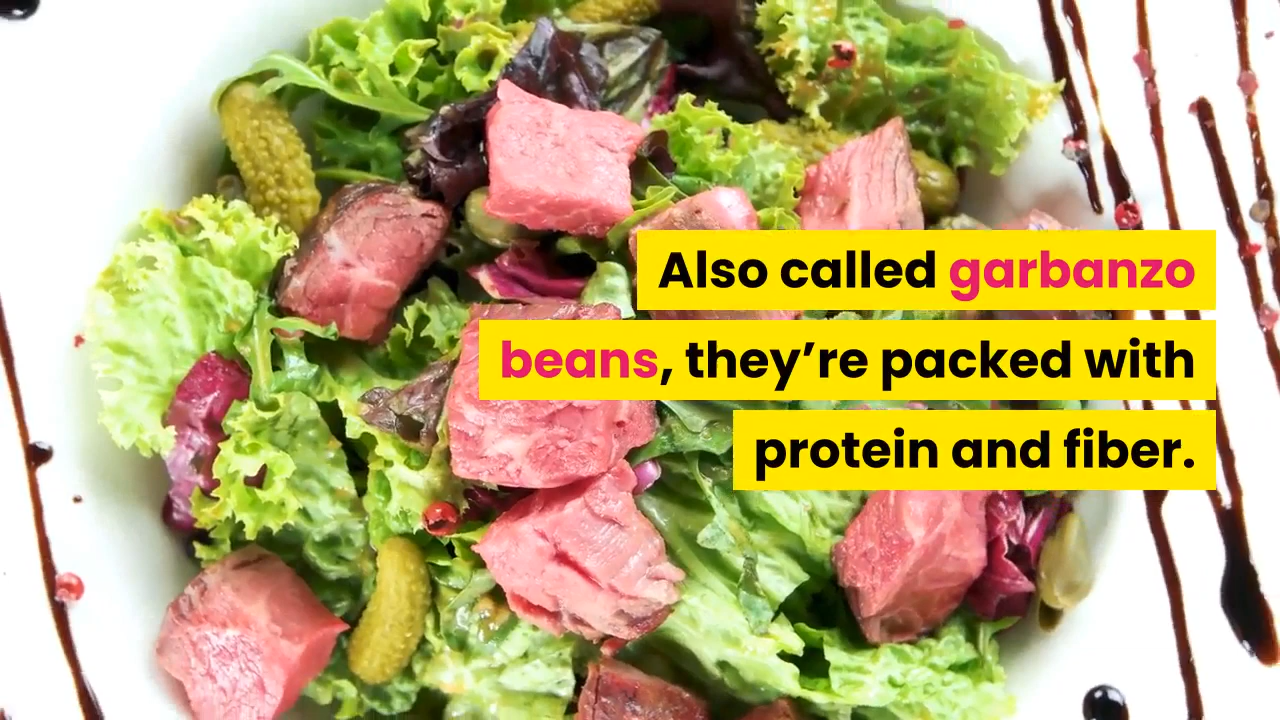 Also called garbanzo
beans, they’re packed with
protein and fiber.